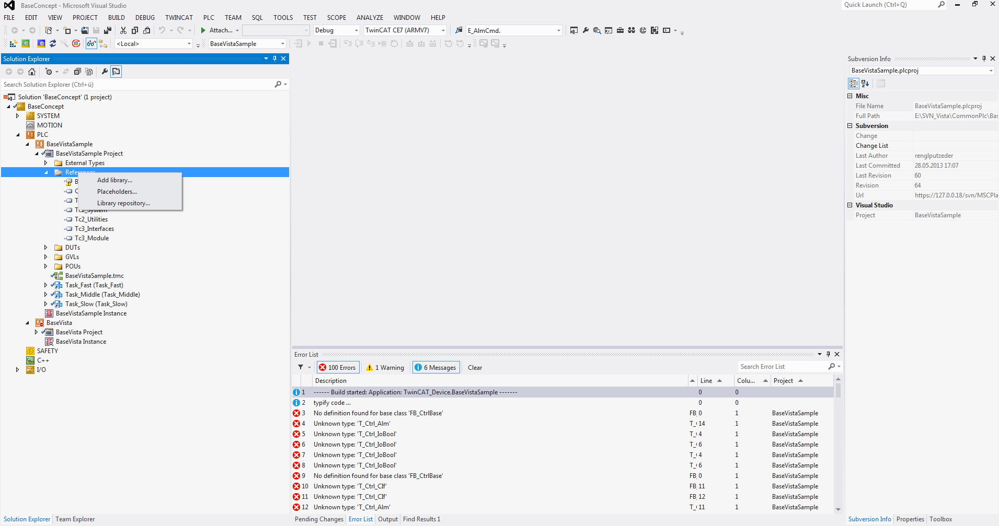 BaseConcept - Microsoft Visual Studio
Quick Launch (Ctrl+Q)
FILE EDIT VIEW PROJECT BUILD DEBUG TWINCAT PLC TEAM SQL TOOLS TEST SCOPE ANALYZE WINDOW HELP
Attach... Debug TwinCAT CE7 (ARMV7) E_AlmCmd.
<Local> BaseVistaSample
Solution Explorer
Search Solution Explorer (Ctrl+ü)
Solution 'BaseConcept' (1 project)
BaseConcept
SYSTEM
MOTION
PLC
BaseVistaSample
BaseVistaSample Project
External Types
References
Add library...
Placeholders...
Library repository...
B
C
T
Tc2_System
Tc2_Utilities
Tc3_Interfaces
Tc3_Module
DUTs
GVLs
POUs
BaseVistaSample.tmc
Task_Fast (Task_Fast)
Task_Middle (Task_Middle)
Task_Slow (Task_Slow)
BaseVistaSample Instance
BaseVista
BaseVista Project
BaseVista Instance
SAFETY
C++
I/O
Solution Explorer Team Explorer
Error List
100 Errors 1 Warning 6 Messages Clear
Search Error List
Description Line Colu... Project
1 ------ Build started: Application: TwinCAT_Device.BaseVistaSample ------- 0 0
2 typify code ... 0 0
3 No definition found for base class 'FB_CtrlBase' FB_ 0 1 BaseVistaSample
4 Unknown type: 'T_Ctrl_Alm' T_( 14 1 BaseVistaSample
5 Unknown type: 'T_Ctrl_IoBool' T_( 4 1 BaseVistaSample
6 Unknown type: 'T_Ctrl_IoBool' T_( 6 1 BaseVistaSample
7 Unknown type: 'T_Ctrl_IoBool' T_( 4 1 BaseVistaSample
8 Unknown type: 'T_Ctrl_IoBool' T_( 6 1 BaseVistaSample
9 No definition found for base class 'FB_CtrlBase' FB_ 0 1 BaseVistaSample
10 Unknown type: 'T_Ctrl_CIf' FB_ 11 1 BaseVistaSample
11 Unknown type: 'T_Ctrl_CIf' FB_ 12 1 BaseVistaSample
12 Unknown type: 'T_Ctrl_Alm' T_( 11 1 BaseVistaSample
Pending Changes Error List Output Find Results 1
Subversion Info
BaseVistaSample.plcproj
Misc
File Name BaseVistaSample.plcproj
Full Path E:\SVN_Vista\CommonPlc\Bas
Subversion
Change
Change List
Last Author renglputzeder
Last Committed 28.05.2013 17:07
Last Revision 60
Revision 64
Url https://127.0.0.18/svn/MSCPla
Visual Studio
Project BaseVistaSample
Subversion Info Properties Toolbox